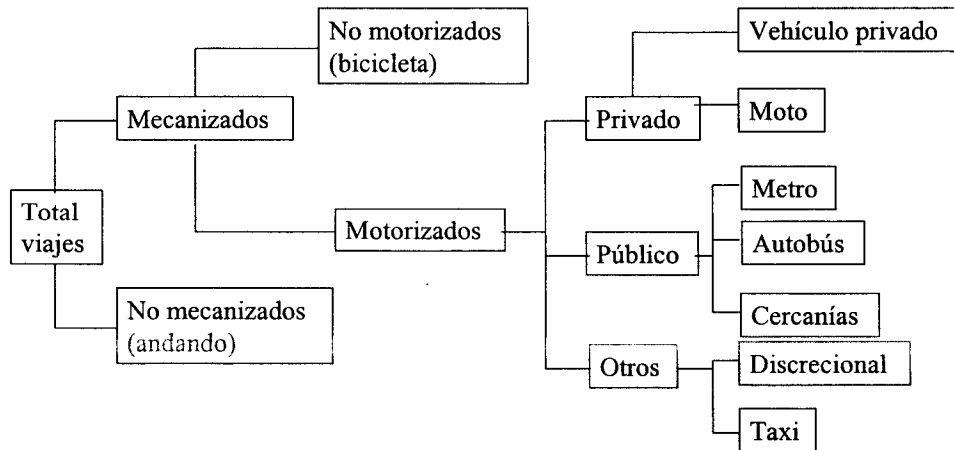 No motorizados
(bicicleta)
Vehículo privado
Mecanizados
Privado
Moto
Total
viajes
Motorizados
Metro
Público
Autobús
No mecanizados
(andando)
Cercanías
Otros
Discrecional
Taxi